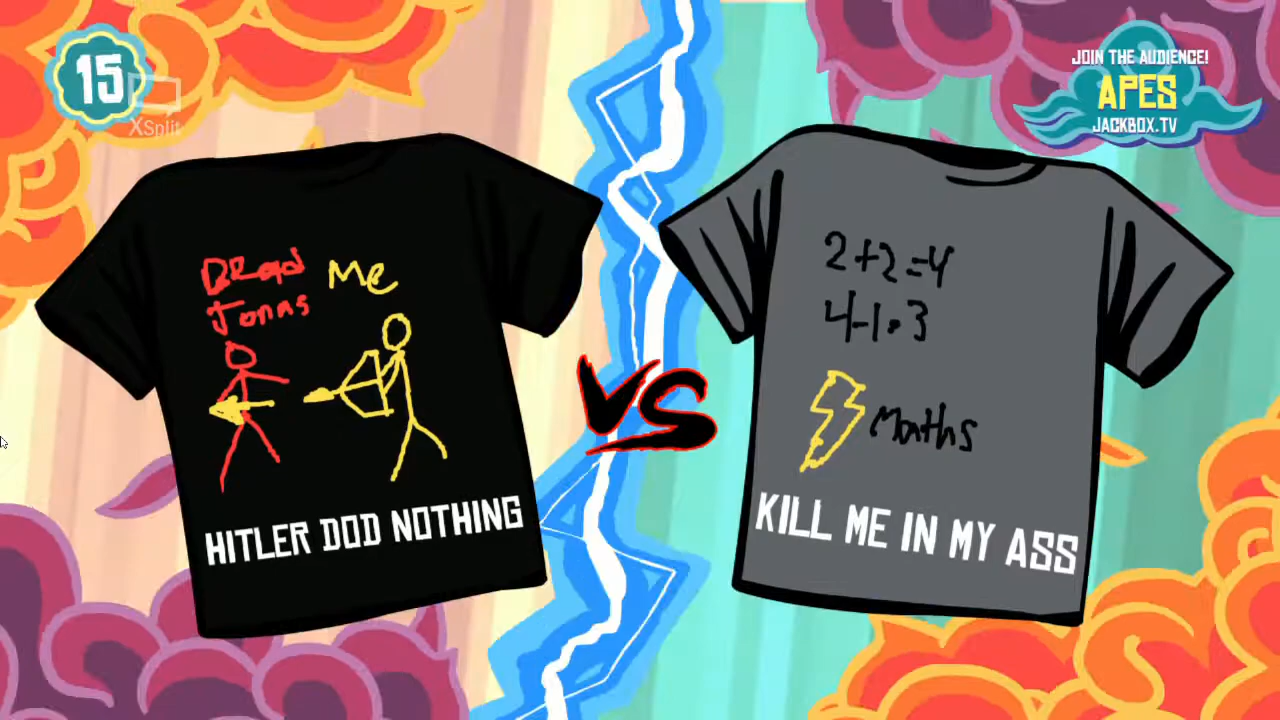 15
XSplit
JOIN THE AUDIENCE!
APES
JACKBOX.TV
Bread Me
Jonas
HITLER DOD NOTHING
VS
2+2=4
4-1.3
Maths
KILL ME IN MY ASS